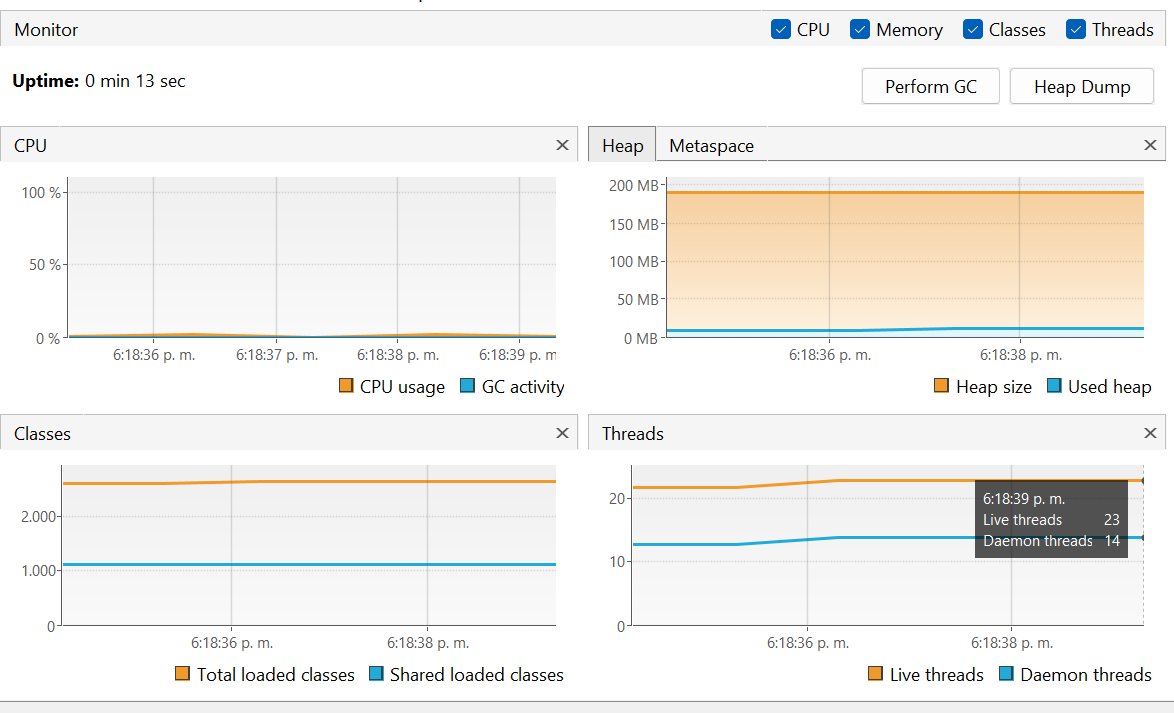 Monitor
CPU Memory Classes Threads
Uptime: 0 min 13 sec
Perform GC Heap Dump
CPU
100 %
50 %
0 %
6:18:36 p. m. 6:18:37 p. m. 6:18:38 p. m. 6:18:39 p. m
CPU usage GC activity
Heap Metaspace
200 MB
150 MB
100 MB
50 MB
0 MB
6:18:36 p. m. 6:18:38 p. m.
Heap size Used heap
Classes
2.000
1.000
0
6:18:36 p. m. 6:18:38 p. m.
Total loaded classes Shared loaded classes
Threads
20
10
0
6:18:39 p. m.
Live threads 23
Daemon threads 14
6:18:36 p. m. 6:18:38 p. m.
Live threads Daemon threads